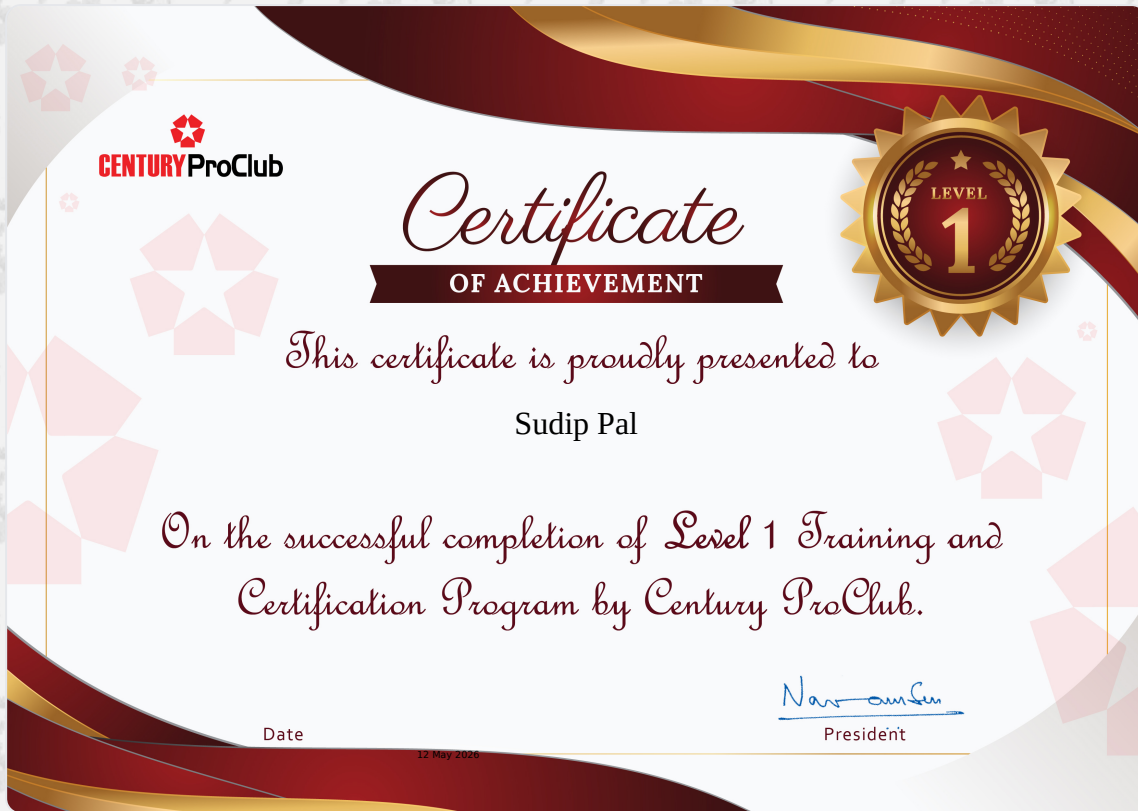 CENTURY ProClub
LEVEL
1
Certificate
OF ACHIEVEMENT
This certificate is proudly presented to
Sudip Pal
On the successful completion of Level 1 Training and
Certification Program by Century ProClub.
Date
President
12 May 2026